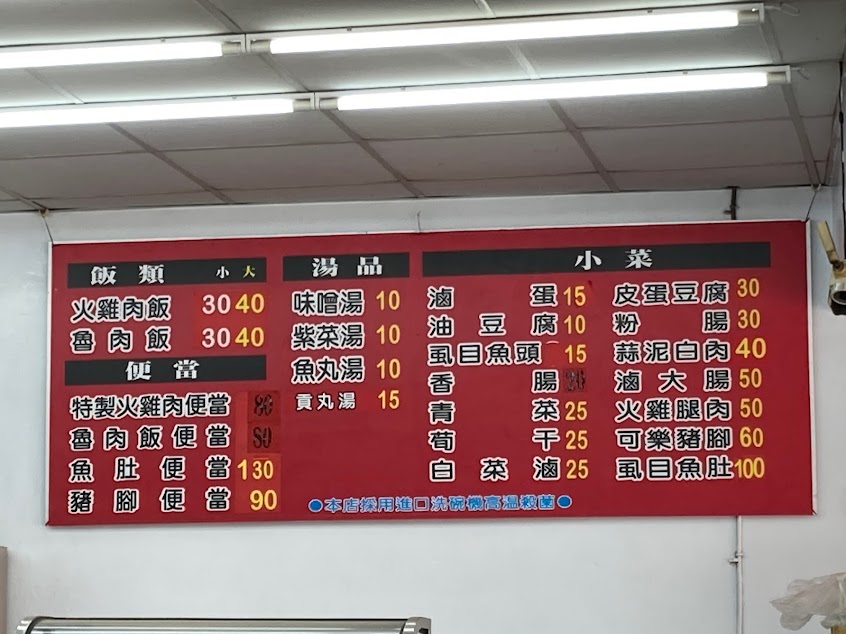 飯類 小 大
火雞肉飯 30 40
魯肉飯 30 40
便當
特製火雞肉便當 80
魯肉飯便當 80
魚肚便當 130
豬腳便當 90
湯品
味噌湯 10
紫菜湯 10
魚丸湯 10
貢丸湯 15
小菜
滷蛋 15
油豆腐 10
虱目魚頭 15
香腸
青菜 25
荀干 25
白菜滷 25
皮蛋豆腐 30
粉腸 30
蒜泥白肉 40
滷大腸 50
火雞腿肉 50
可樂豬腳 60
虱目魚肚 100
●本店採用進口洗碗機高溫殺菌●